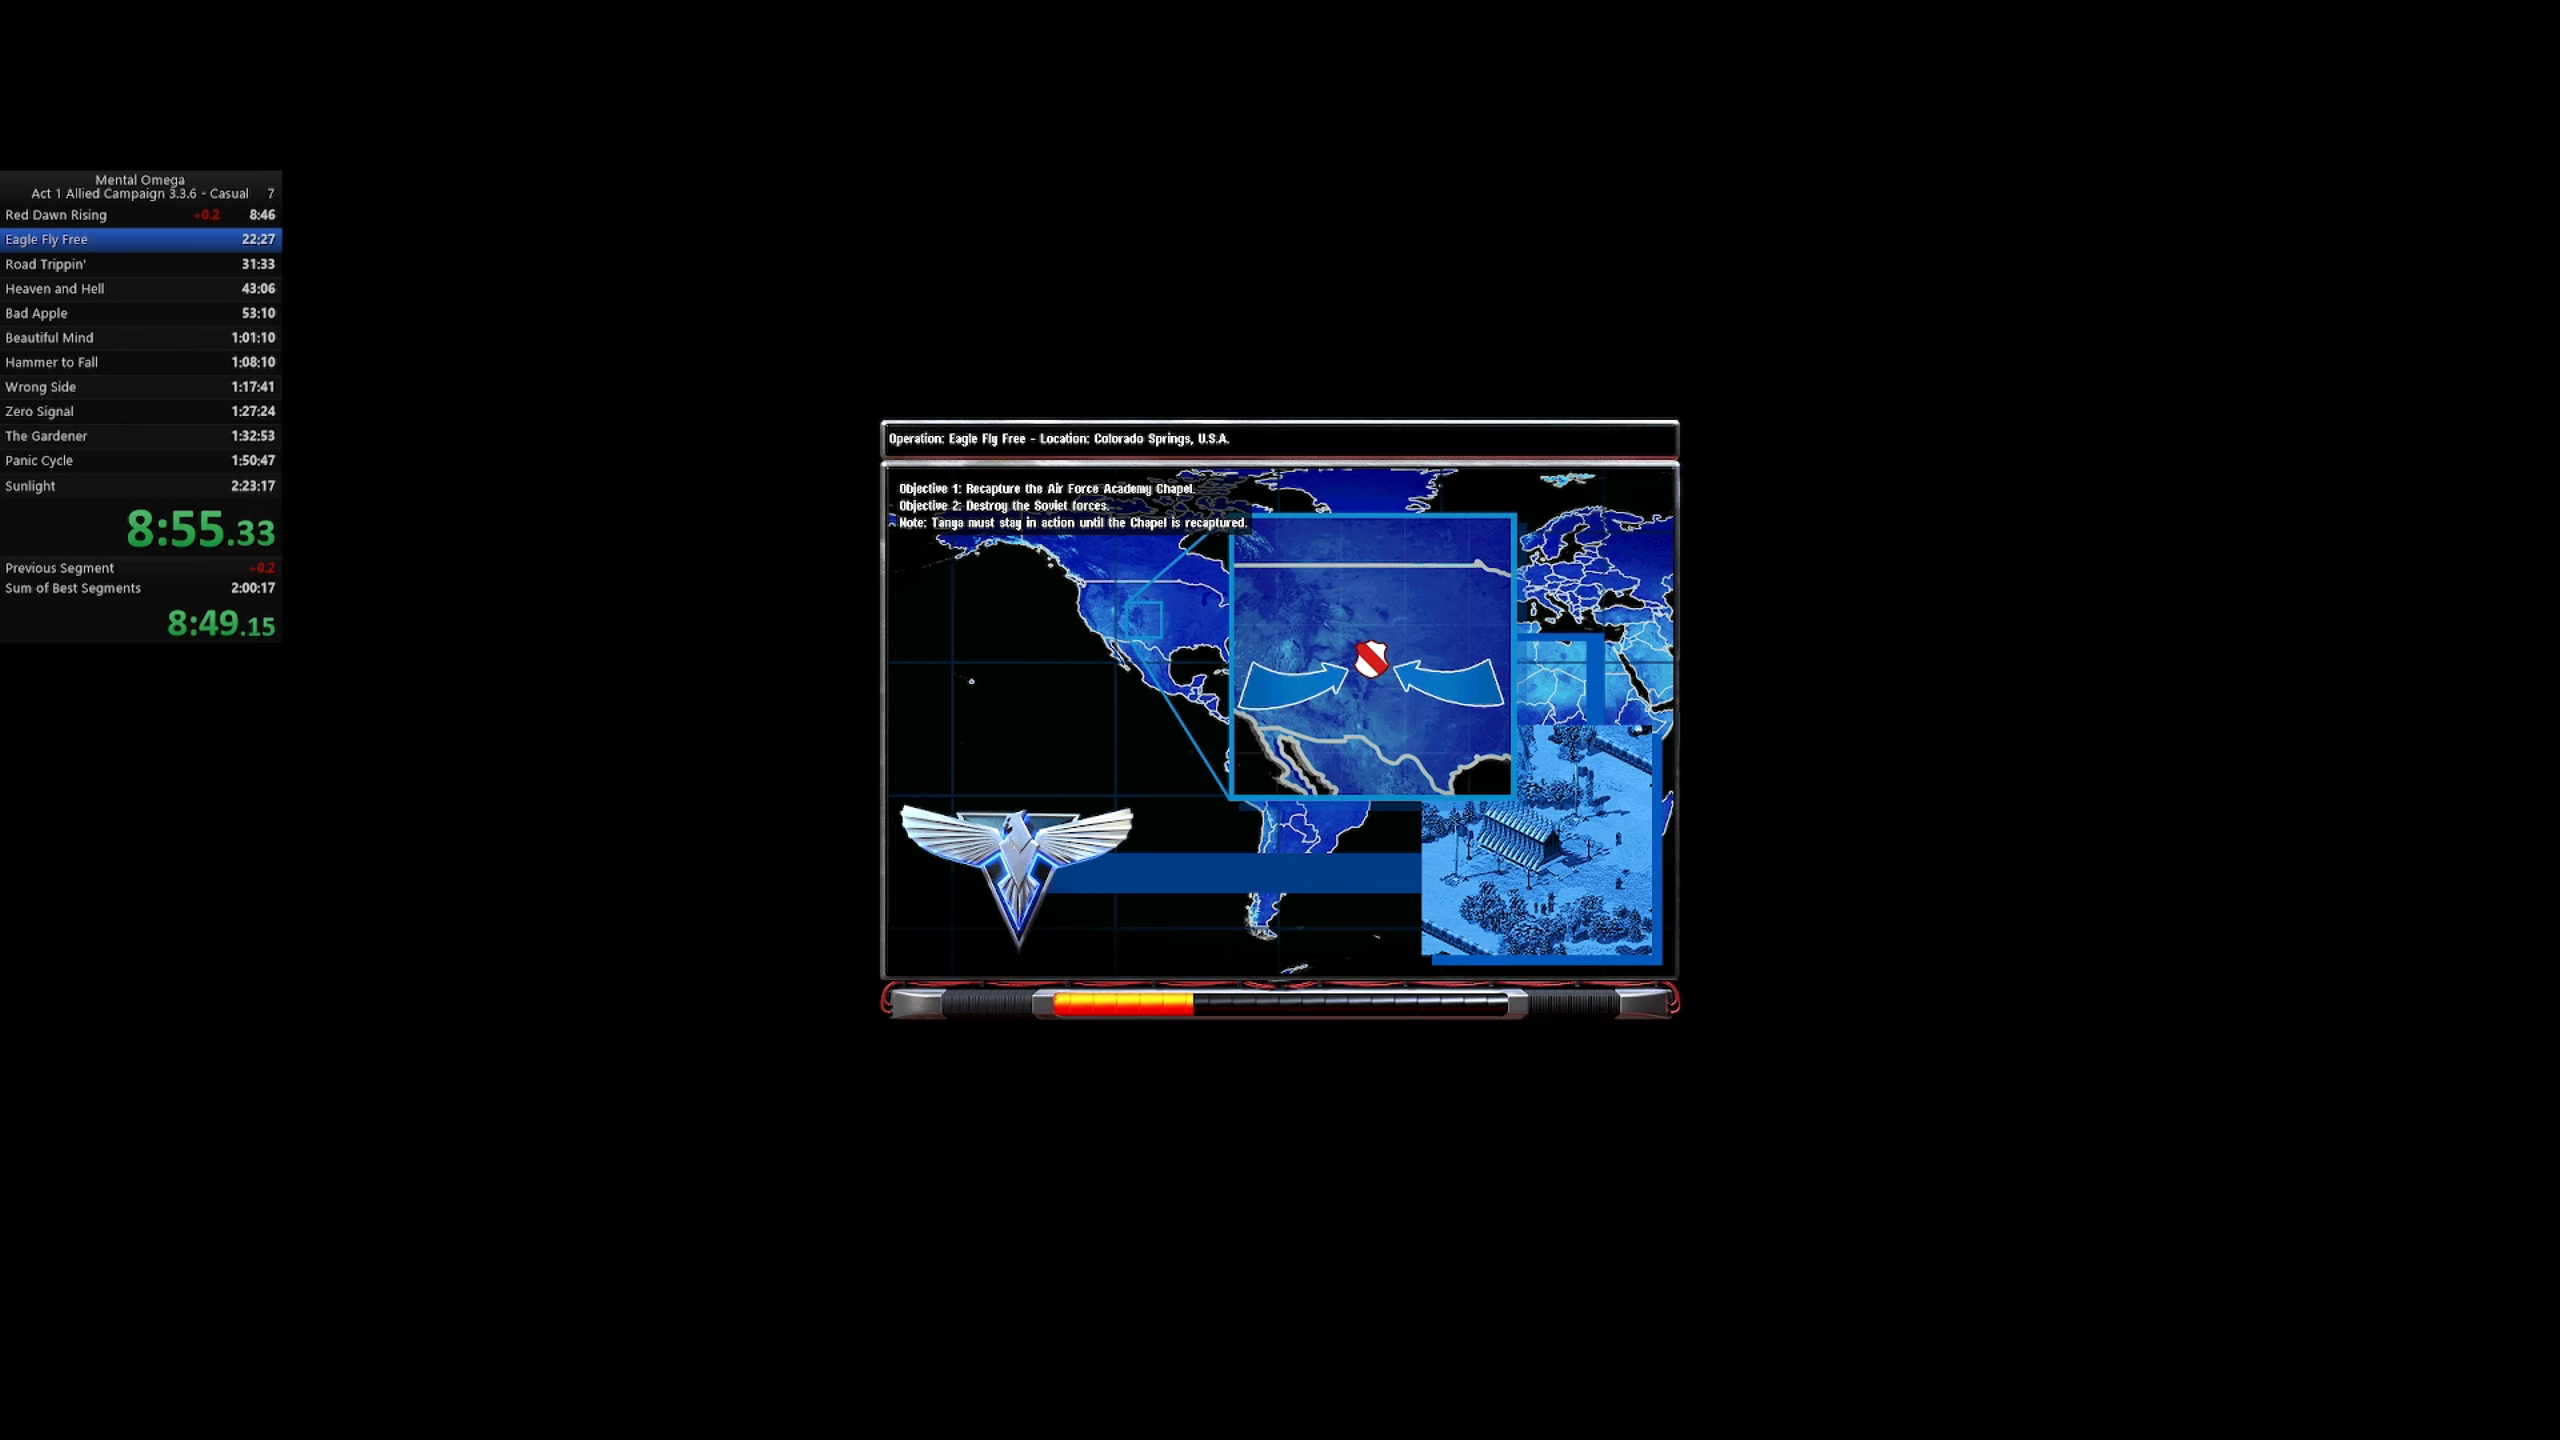 Mental Omega
Act 1 Allied Campaign 3.3.6 - Casual 7
Red Dawn Rising +0.2 8:46
Eagle Fly Free 22:27
Road Trippin' 31:33
Heaven and Hell 43:06
Bad Apple 53:10
Beautiful Mind 1:01:10
Hammer to Fall 1:08:10
Wrong Side 1:17:41
Zero Signal 1:27:24
The Gardener 1:32:53
Panic Cycle 1:50:47
Sunlight 2:23:17
8:55.33
Previous Segment +0.2
Sum of Best Segments 2:00:17
8:49.15
Operation: Eagle Fly Free - Location: Colorado Springs, U.S.A.
Objective 1: Recapture the Air Force Academy Chapel.
Objective 2: Destroy the Soviet forces.
Note: Tanya must stay in action until the Chapel is recaptured.